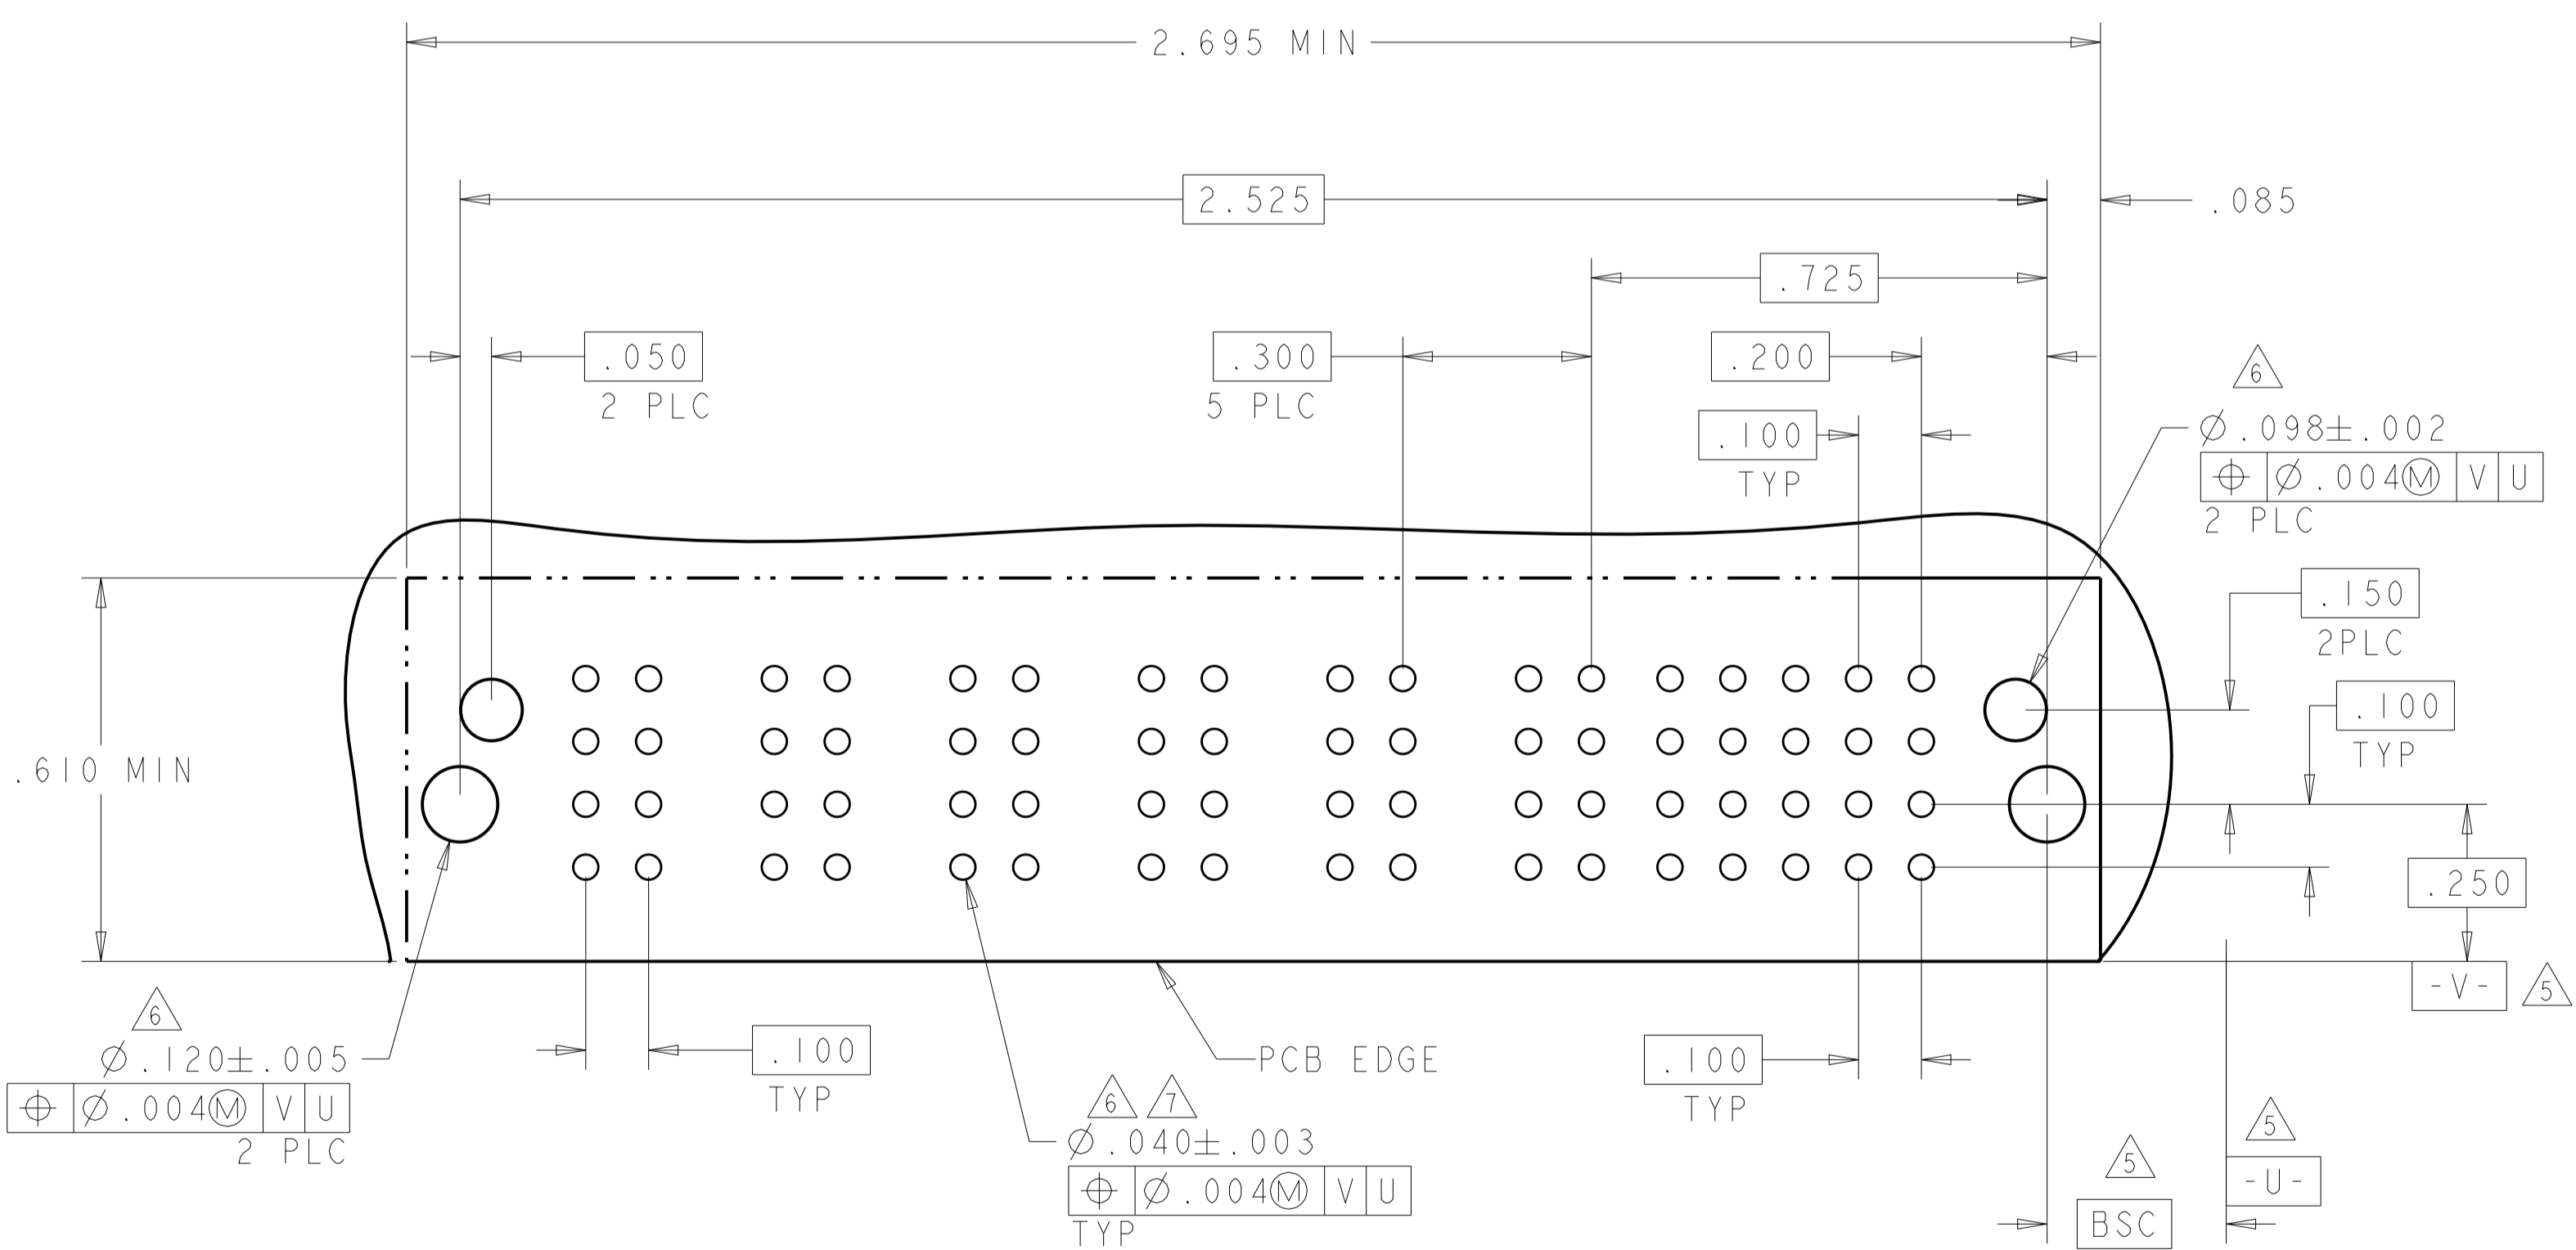 2.695 MIN
2.525
.085
.725
.050
2 PLC
.300
5 PLC
.200
.100
TYP
6
Ø.098±.002
⌖ Ø.004Ⓜ V U
2 PLC
.150
2PLC
.100
TYP
.610 MIN
.250
-V-
5
6
Ø.120±.005
⌖ Ø.004Ⓜ V U
2 PLC
.100
TYP
PCB EDGE
6 7
Ø.040±.003
⌖ Ø.004Ⓜ V U
TYP
.100
TYP
5
BSC
5
-U-